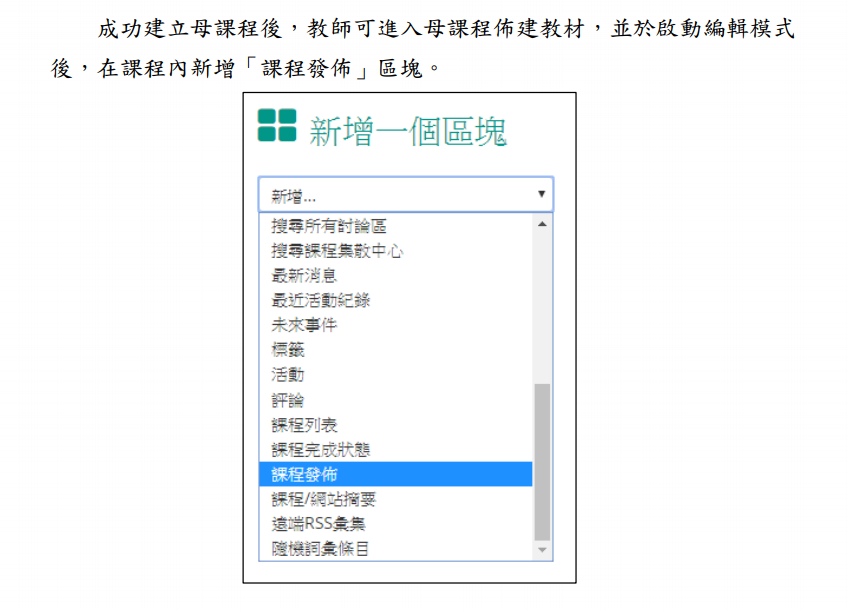 成功建立母課程後，教師可進入母課程佈建教材，並於啟動編輯模式
後，在課程內新增「課程發佈」區塊。
新增一個區塊
新增...
搜尋所有討論區
搜尋課程集散中心
最新消息
最近活動紀錄
未來事件
標籤
活動
評論
課程列表
課程完成狀態
課程發佈
課程/網站摘要
遠端RSS彙集
隨機詞彙條目